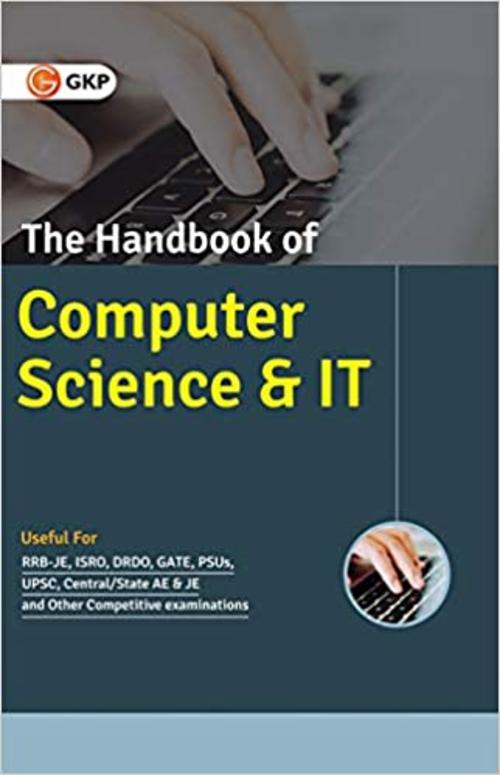 GKP
The Handbook of
Computer
Science & IT
Useful For
RRB-JE, ISRO, DRDO, GATE, PSUs,
UPSC, Central/State AE & JE
and Other Competitive examinations